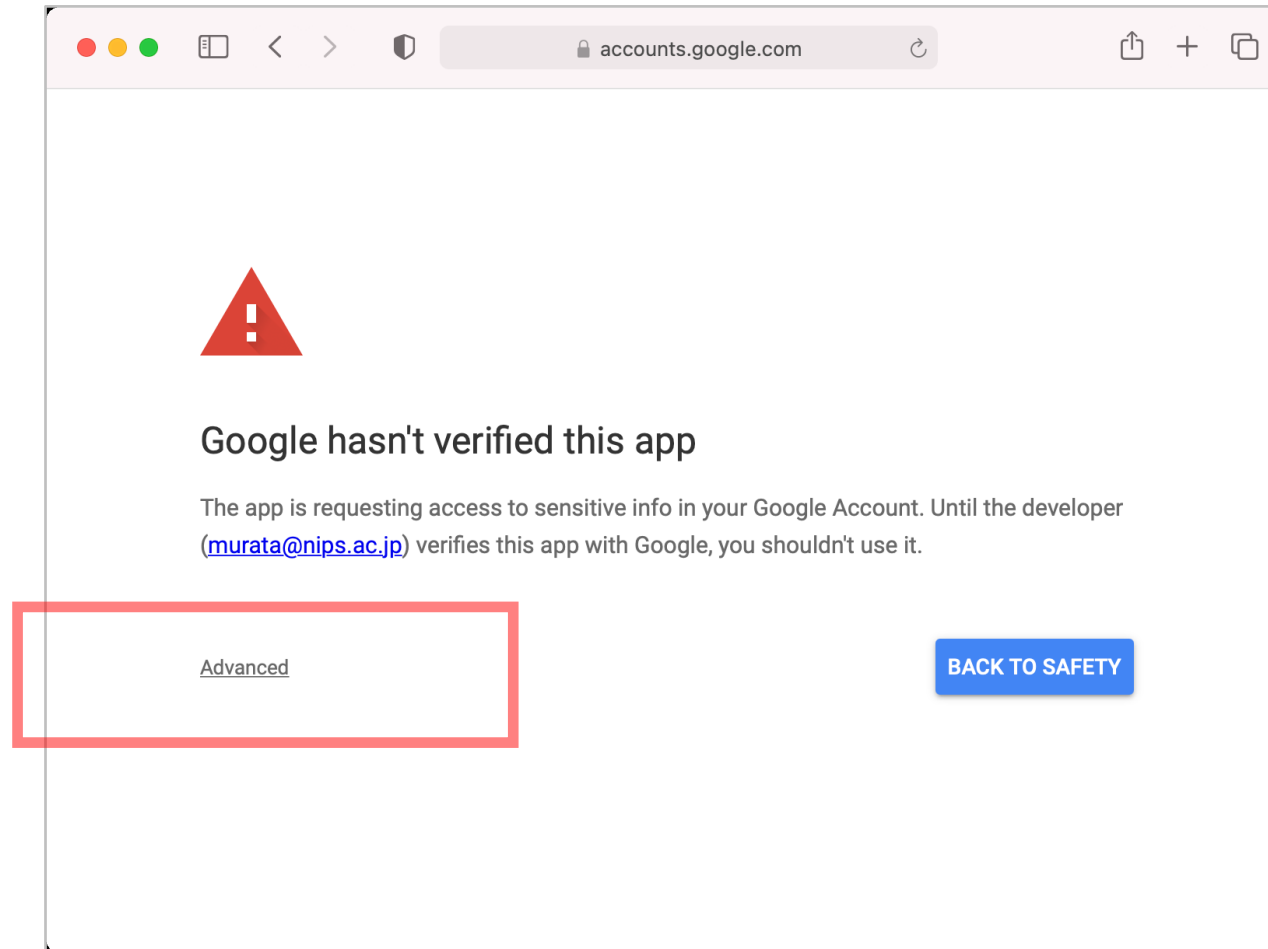 accounts.google.com
Google hasn't verified this app
The app is requesting access to sensitive info in your Google Account. Until the developer
(murata@nips.ac.jp) verifies this app with Google, you shouldn't use it.
Advanced
BACK TO SAFETY